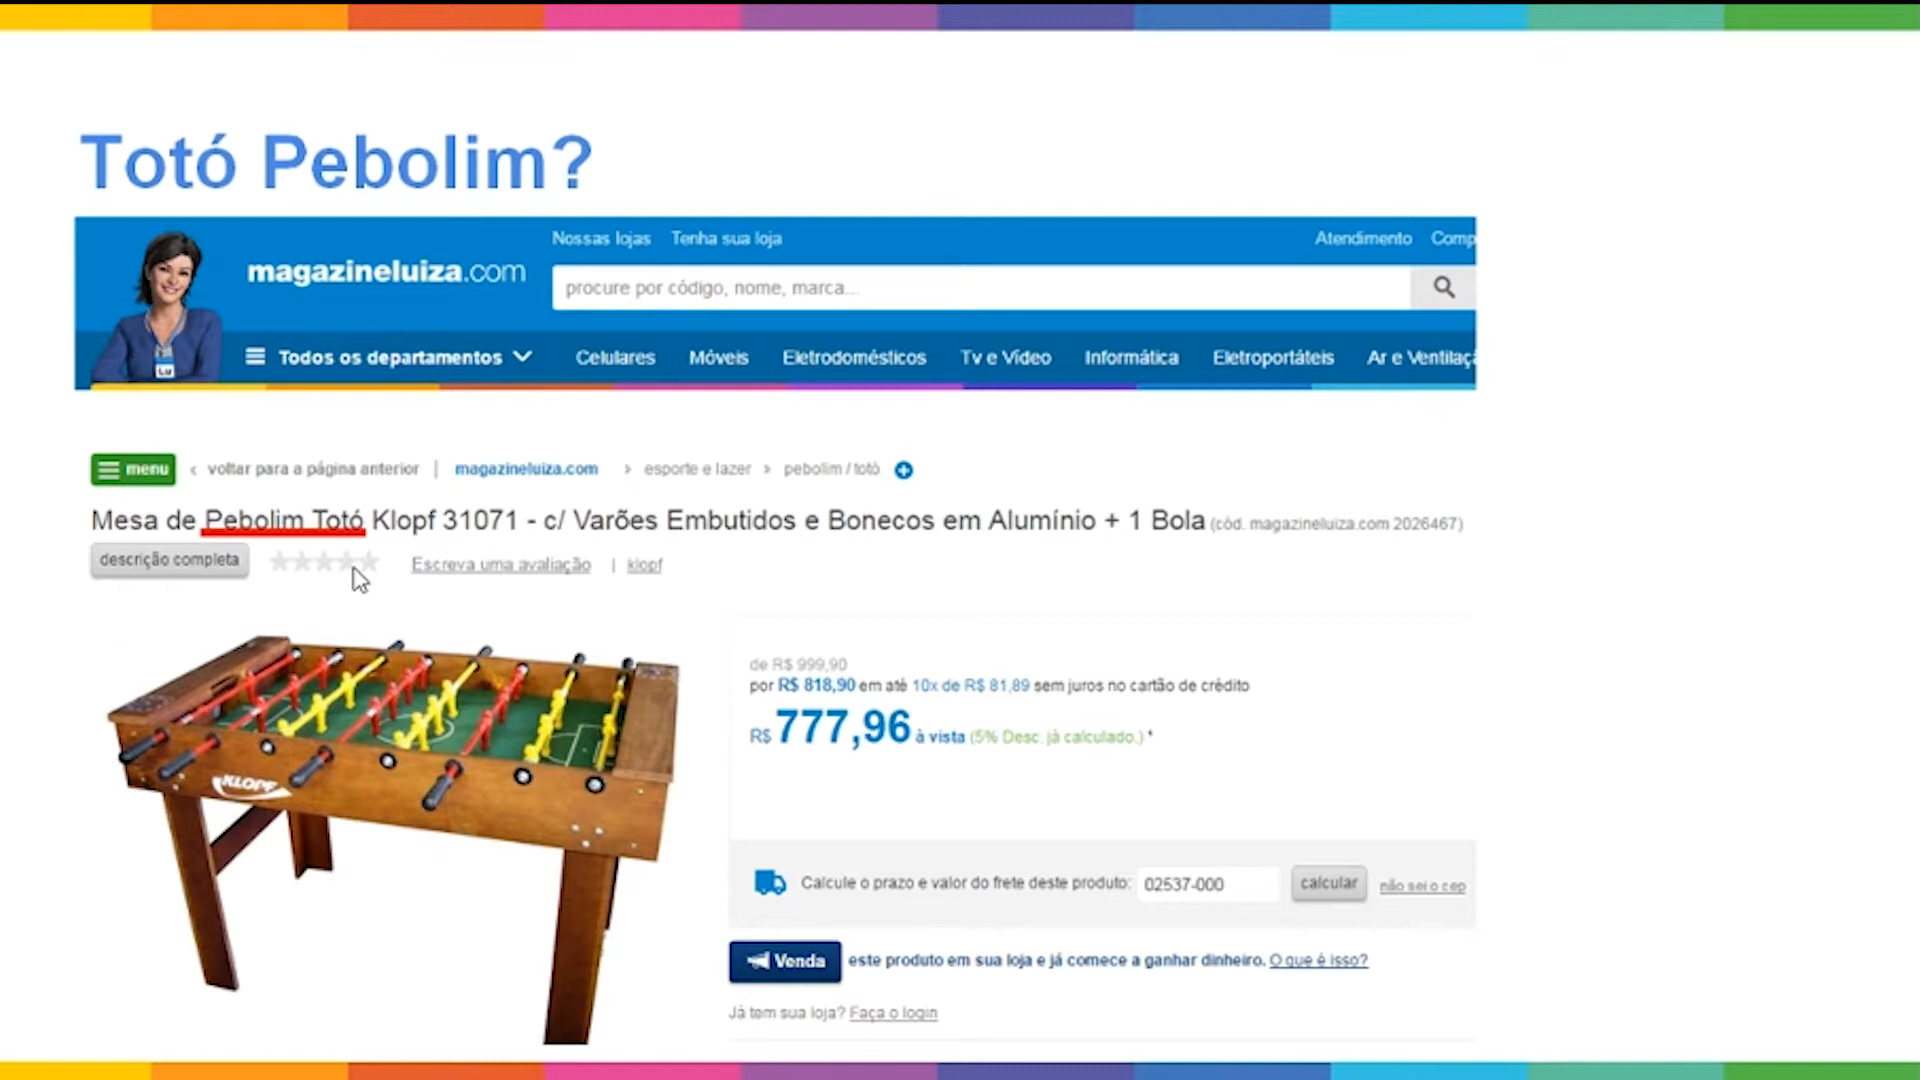 Totó Pebolim?
Nossas lojas Tenha sua loja Atendimento Comp
magazineluiza.com
procure por código, nome, marca...
Lu
Todos os departamentos Celulares Móveis Eletrodomésticos Tv e Vídeo Informática Eletroportáteis Ar e Ventilaçã
menu ‹ voltar para a página anterior | magazineluiza.com > esporte e lazer > pebolim / totó
Mesa de Pebolim Totó Klopf 31071 - c/ Varões Embutidos e Bonecos em Alumínio + 1 Bola (cód. magazineluiza.com 2026467)
descrição completa Escreva uma avaliação | klopf
de R$ 999,90
por R$ 818,90 em até 10x de R$ 81,89 sem juros no cartão de crédito
R$ 777,96 à vista (5% Desc. já calculado.) *
KLOPF
Calcule o prazo e valor do frete deste produto: 02537-000 calcular não sei o cep
Venda este produto em sua loja e já comece a ganhar dinheiro. O que é isso?
Já tem sua loja? Faça o login